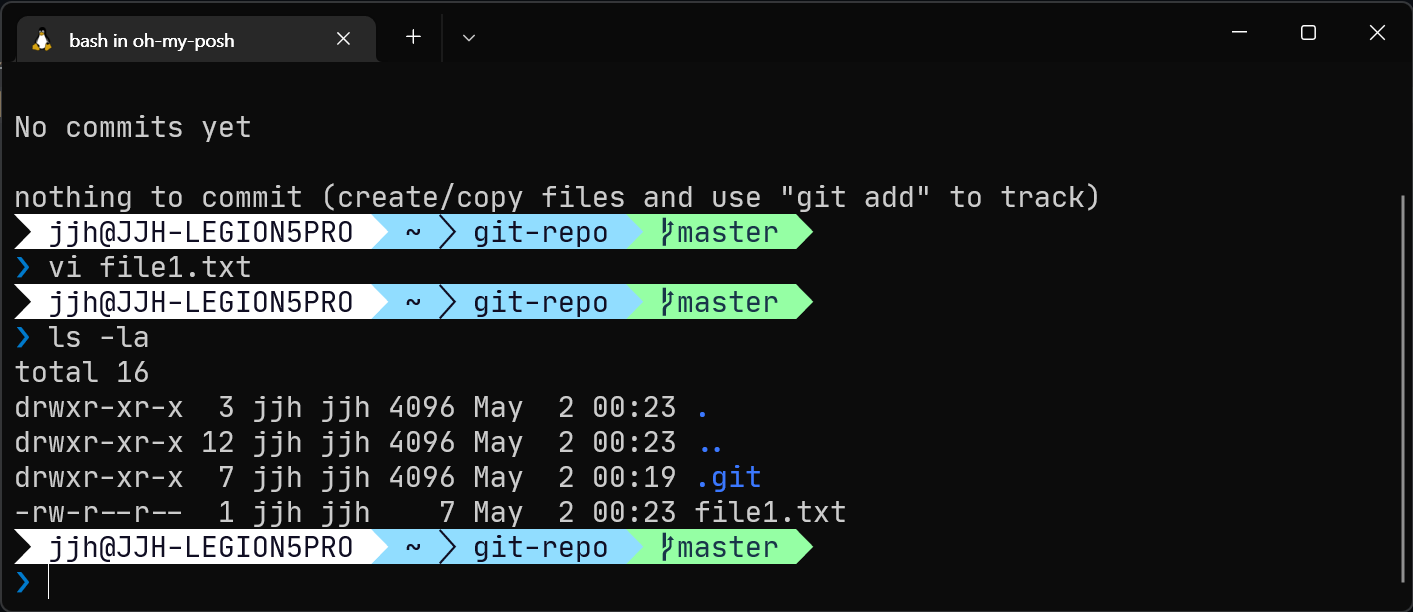 bash in oh-my-posh
No commits yet
nothing to commit (create/copy files and use "git add" to track)
jjh@JJH-LEGION5PRO ~ git-repo master
❯ vi file1.txt
jjh@JJH-LEGION5PRO ~ git-repo master
❯ ls -la
total 16
drwxr-xr-x  3 jjh jjh 4096 May  2 00:23 .
drwxr-xr-x 12 jjh jjh 4096 May  2 00:23 ..
drwxr-xr-x  7 jjh jjh 4096 May  2 00:19 .git
-rw-r--r--  1 jjh jjh    7 May  2 00:23 file1.txt
jjh@JJH-LEGION5PRO ~ git-repo master
❯